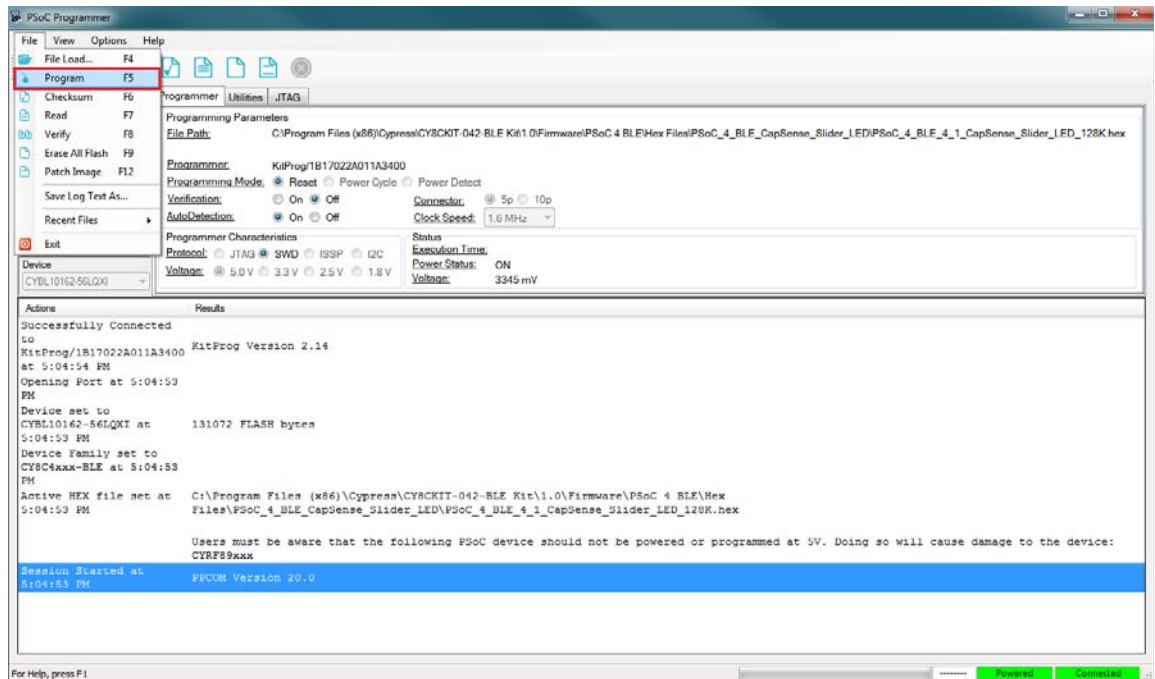 PSoC Programmer
File View Options Help
File Load... F4
Program F5
Checksum F6
Read F7
Verify F8
Erase All Flash F9
Patch Image F12
Save Log Text As...
Recent Files
Exit
Device
CYBL10162-56LQXI
Programmer Utilities JTAG
Programming Parameters
File Path: C:\Program Files (x86)\Cypress\CY8CKIT-042-BLE Kit\1.0\Firmware\PSoC 4 BLE\Hex Files\PSoC_4_BLE_CapSense_Slider_LED\PSoC_4_BLE_4_1_CapSense_Slider_LED_128K.hex
Programmer: KitProg/1B17022A011A3400
Programming Mode: Reset Power Cycle Power Detect
Verification: On Off Connector: 5p 10p
AutoDetection: On Off Clock Speed: 1.6 MHz
Programmer Characteristics
Protocol: JTAG SWD ISSP I2C
Voltage: 5.0 V 3.3 V 2.5 V 1.8 V
Status
Execution Time:
Power Status: ON
Voltage: 3345 mV
Actions Results
Successfully Connected
to
KitProg/1B17022A011A3400 KitProg Version 2.14
at 5:04:54 PM
Opening Port at 5:04:53
PM
Device set to
CYBL10162-56LQXI at 131072 FLASH bytes
5:04:53 PM
Device Family set to
CY8C4xxx-BLE at 5:04:53
PM
Active HEX file set at C:\Program Files (x86)\Cypress\CY8CKIT-042-BLE Kit\1.0\Firmware\PSoC 4 BLE\Hex
5:04:53 PM Files\PSoC_4_BLE_CapSense_Slider_LED\PSoC_4_BLE_4_1_CapSense_Slider_LED_128K.hex
Users must be aware that the following PSoC device should not be powered or programmed at 5V. Doing so will cause damage to the device:
CYRF89xxx
Session Started at
5:04:53 PM PPCOM Version 20.0
For Help, press F1
Powered Connected